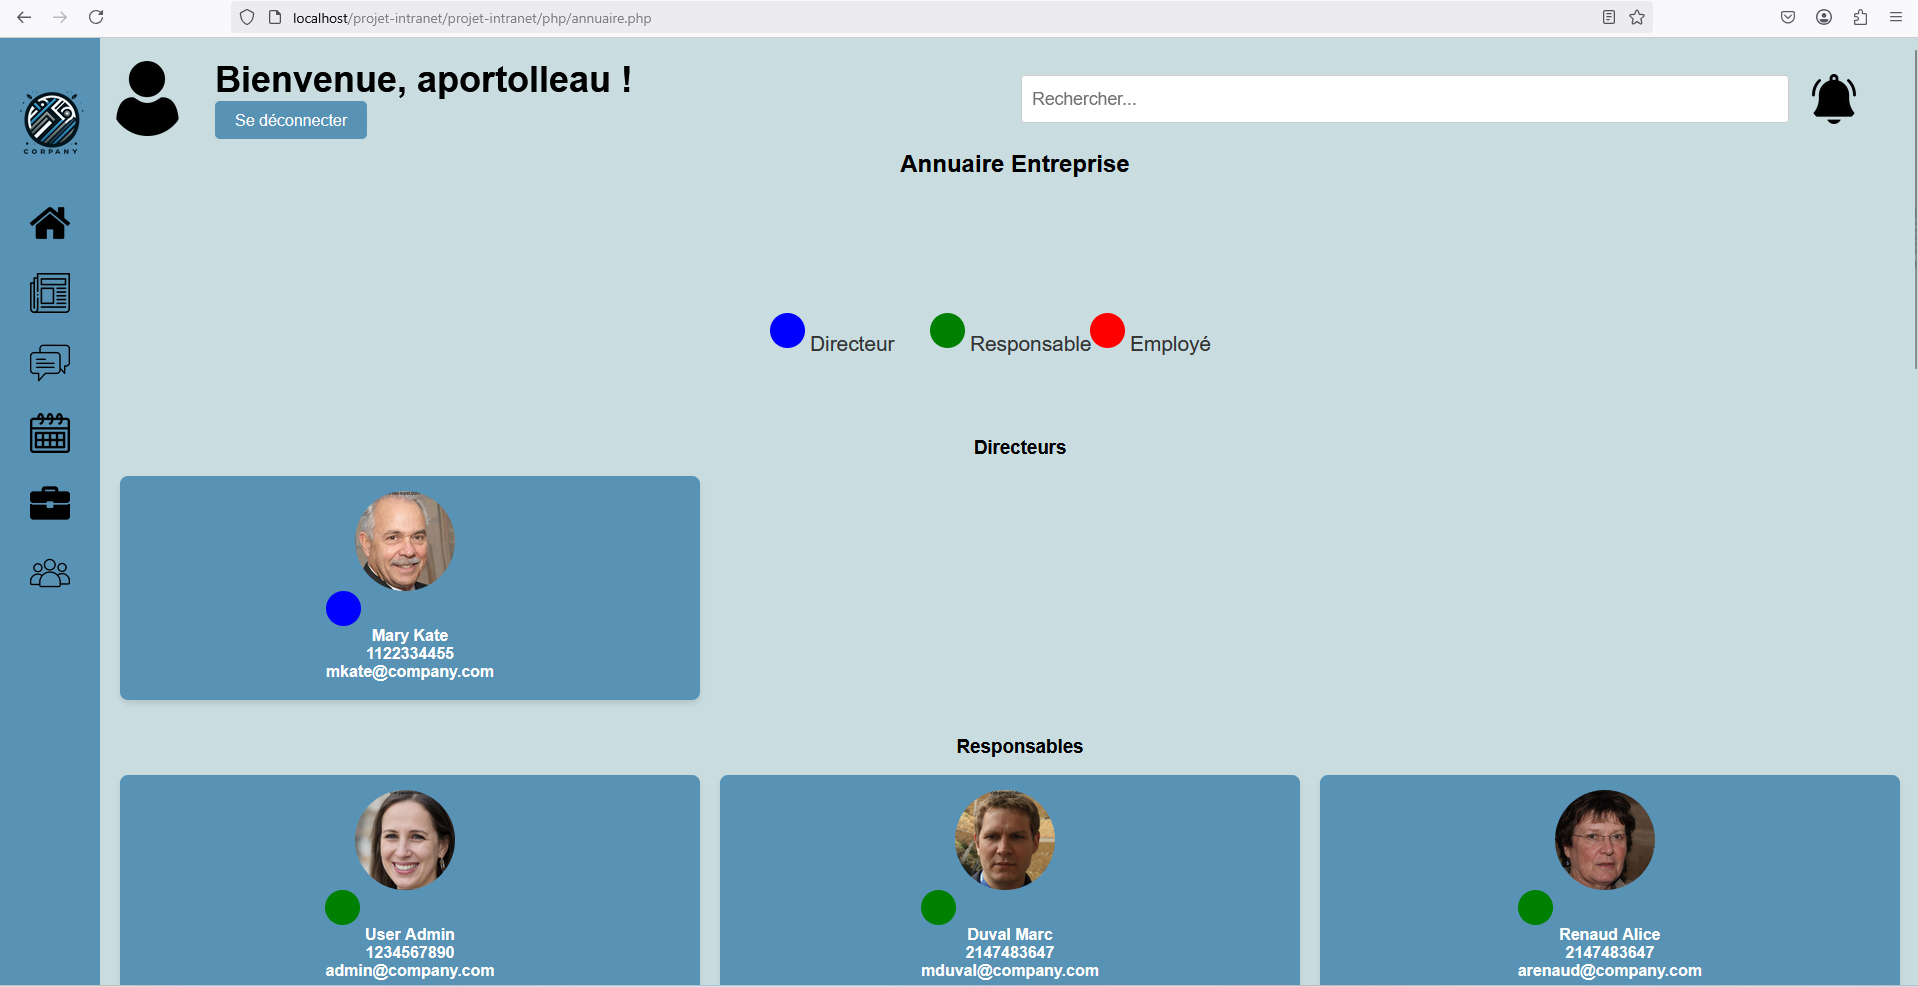 localhost/projet-intranet/projet-intranet/php/annuaire.php
CORPANY
Bienvenue, aportolleau !
Se déconnecter
Rechercher...
Annuaire Entreprise
Directeur
Responsable
Employé
Directeurs
Mary Kate
1122334455
mkate@company.com
Responsables
User Admin
1234567890
admin@company.com
Duval Marc
2147483647
mduval@company.com
Renaud Alice
2147483647
arenaud@company.com